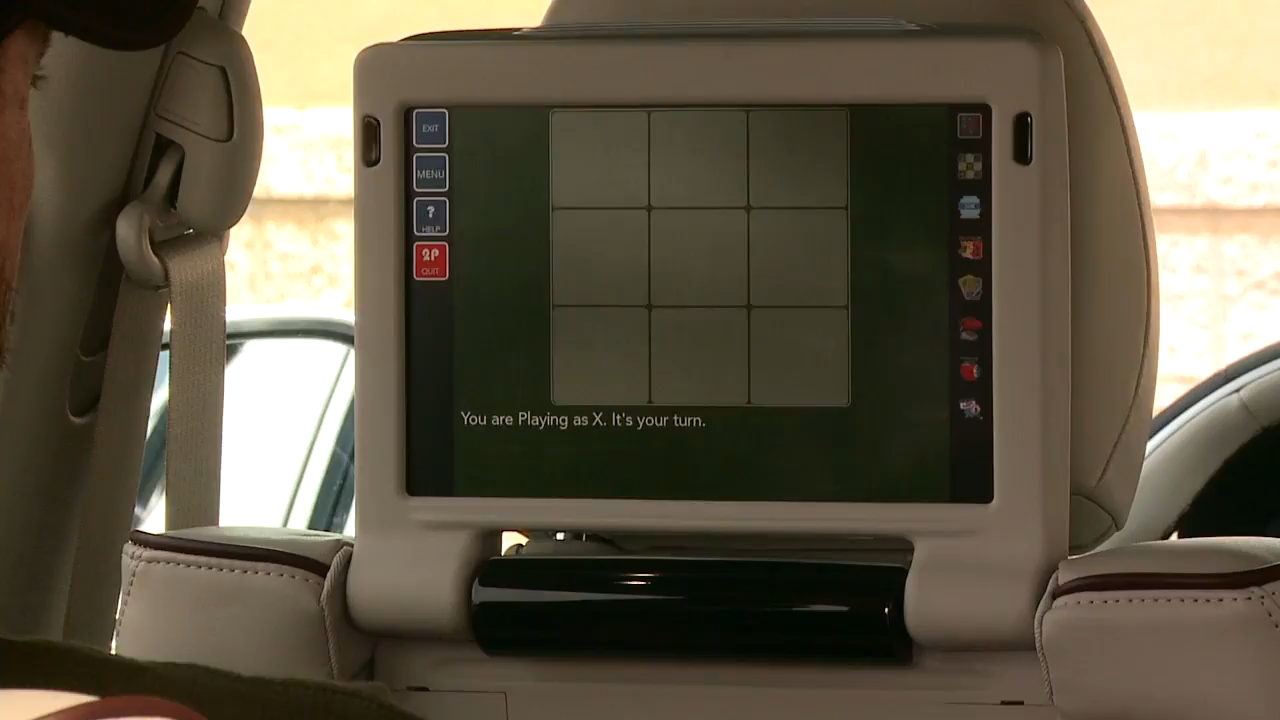 EXIT
MENU
?
HELP
2P
QUIT
You are Playing as X. It's your turn.